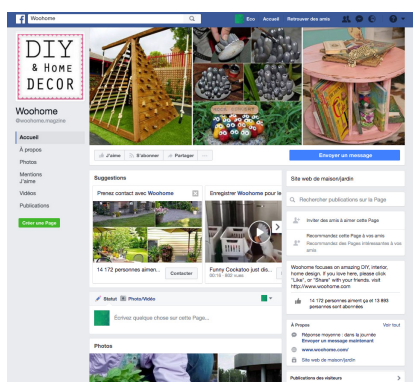 Woohome
Eco Accueil Retrouver des amis
DIY
& HOME
DECOR
Woohome
@woohome.magzine
Accueil
À propos
Photos
Mentions
J'aime
Vidéos
Publications
Créer une Page
J'aime S'abonner Partager
Envoyer un message
Suggestions
Prenez contact avec Woohome
14 172 personnes aimen...
Contacter
Enregistrer Woohome pour le
Funny Cockatoo just dis...
Statut Photo/Vidéo
Écrivez quelque chose sur cette Page...
Photos
Site web de maison/jardin
Rechercher publications sur la Page
Inviter des amis à aimer cette Page
Recommandez cette Page à vos amis
Recommandez des Pages intéressantes à vos
amis
Woohome focuses on amazing DIY, interior,
home design. If you love here, please click
"Like", or "Share" with your friends. visit
http://www.woohome.com
14 172 personnes aiment ça et 13 893
personnes sont abonnées
À Propos Voir tout
Réponse moyenne : dans la journée
Envoyer un message maintenant
www.woohome.com/
Site web de maison/jardin
Publications des visiteurs